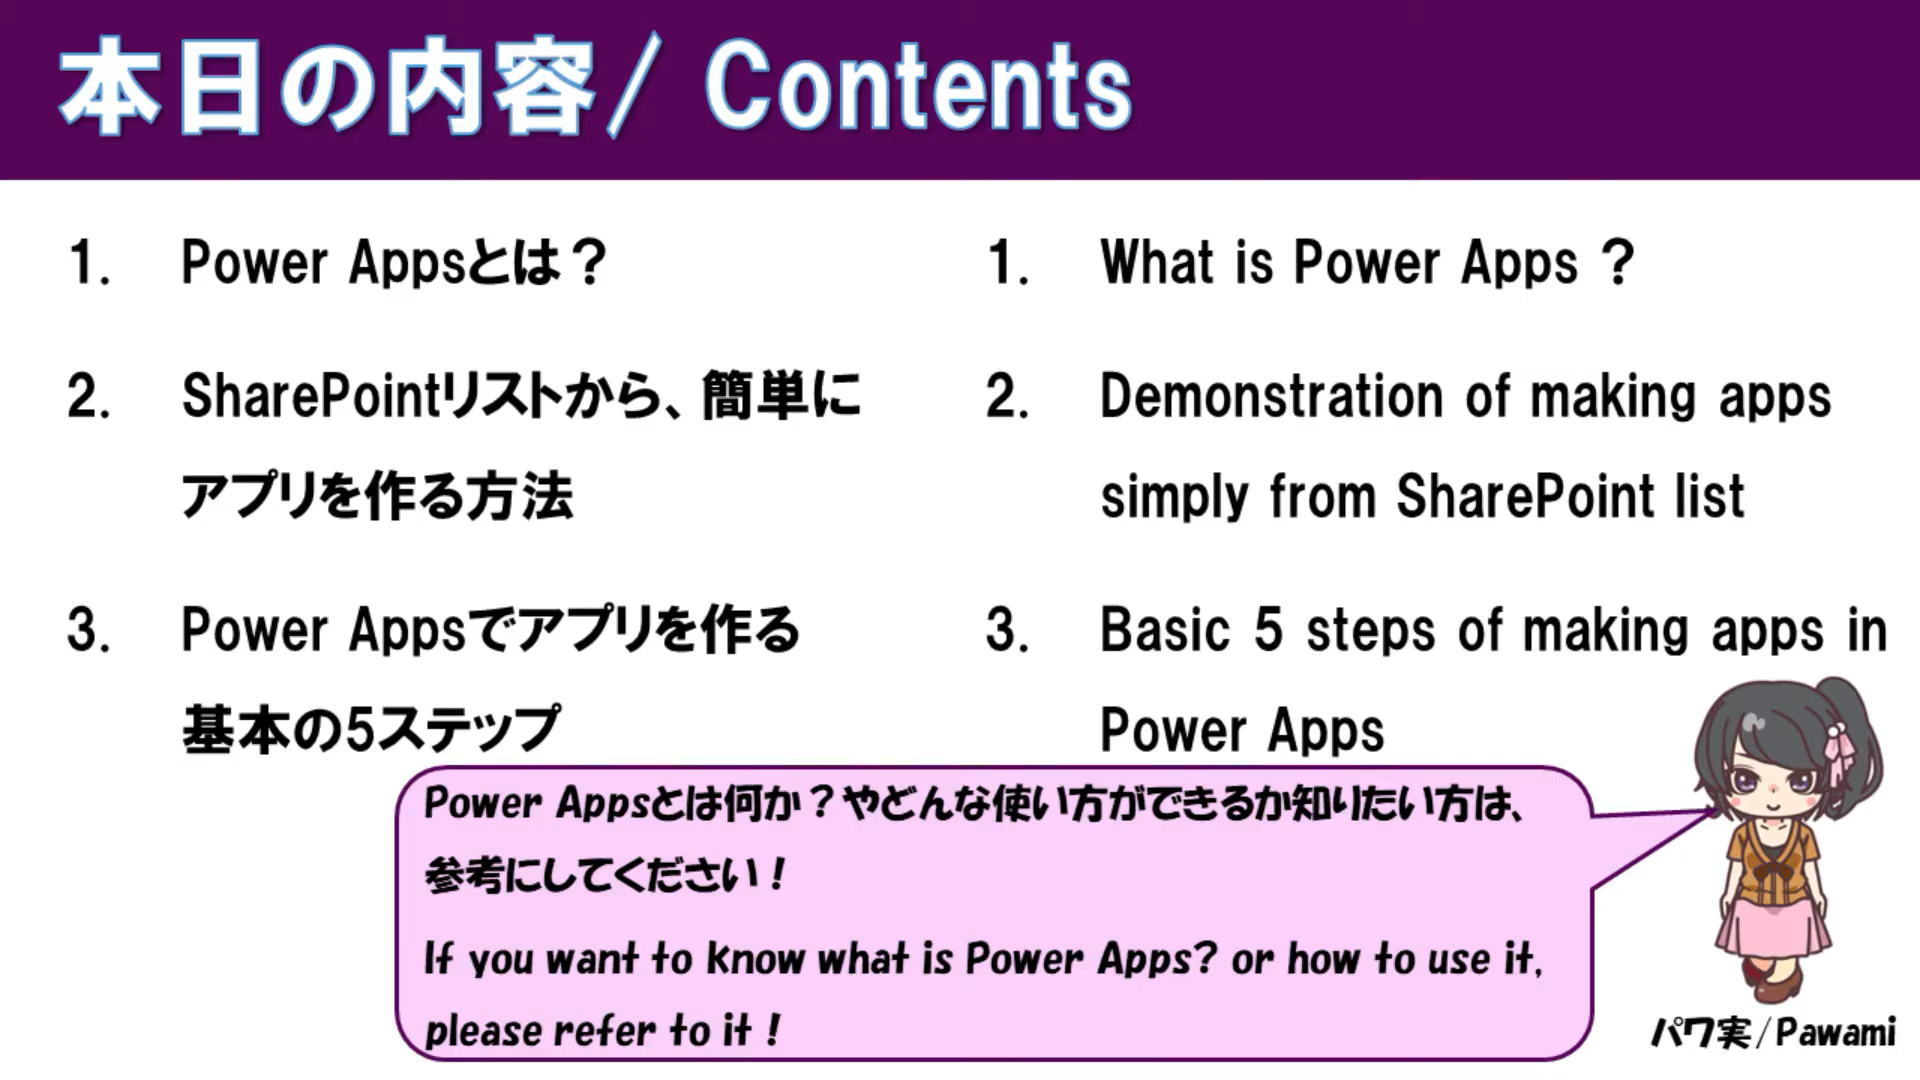 本日の内容/ Contents
1. Power Appsとは？
2. SharePointリストから、簡単に
アプリを作る方法
3. Power Appsでアプリを作る
基本の5ステップ
1. What is Power Apps ?
2. Demonstration of making apps
simply from SharePoint list
3. Basic 5 steps of making apps in
Power Apps
Power Appsとは何か？やどんな使い方ができるか知りたい方は、
参考にしてください！
If you want to know what is Power Apps? or how to use it,
please refer to it！
パワ実/Pawami